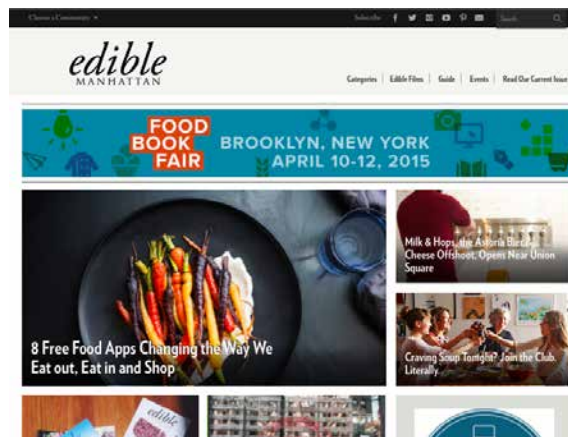 Choose a Community
Subscribe
Search
edible
MANHATTAN
Categories | Edible Films | Guide | Events | Read Our Current Issue
FOOD
BOOK
FAIR
BROOKLYN, NEW YORK
APRIL 10-12, 2015
8 Free Food Apps Changing the Way We
Eat out, Eat in and Shop
Milk & Hops, the Astoria Beer
Cheese Offshoot, Opens Near Union
Square
Craving Soup Tonight? Join the Club.
Literally.
edible